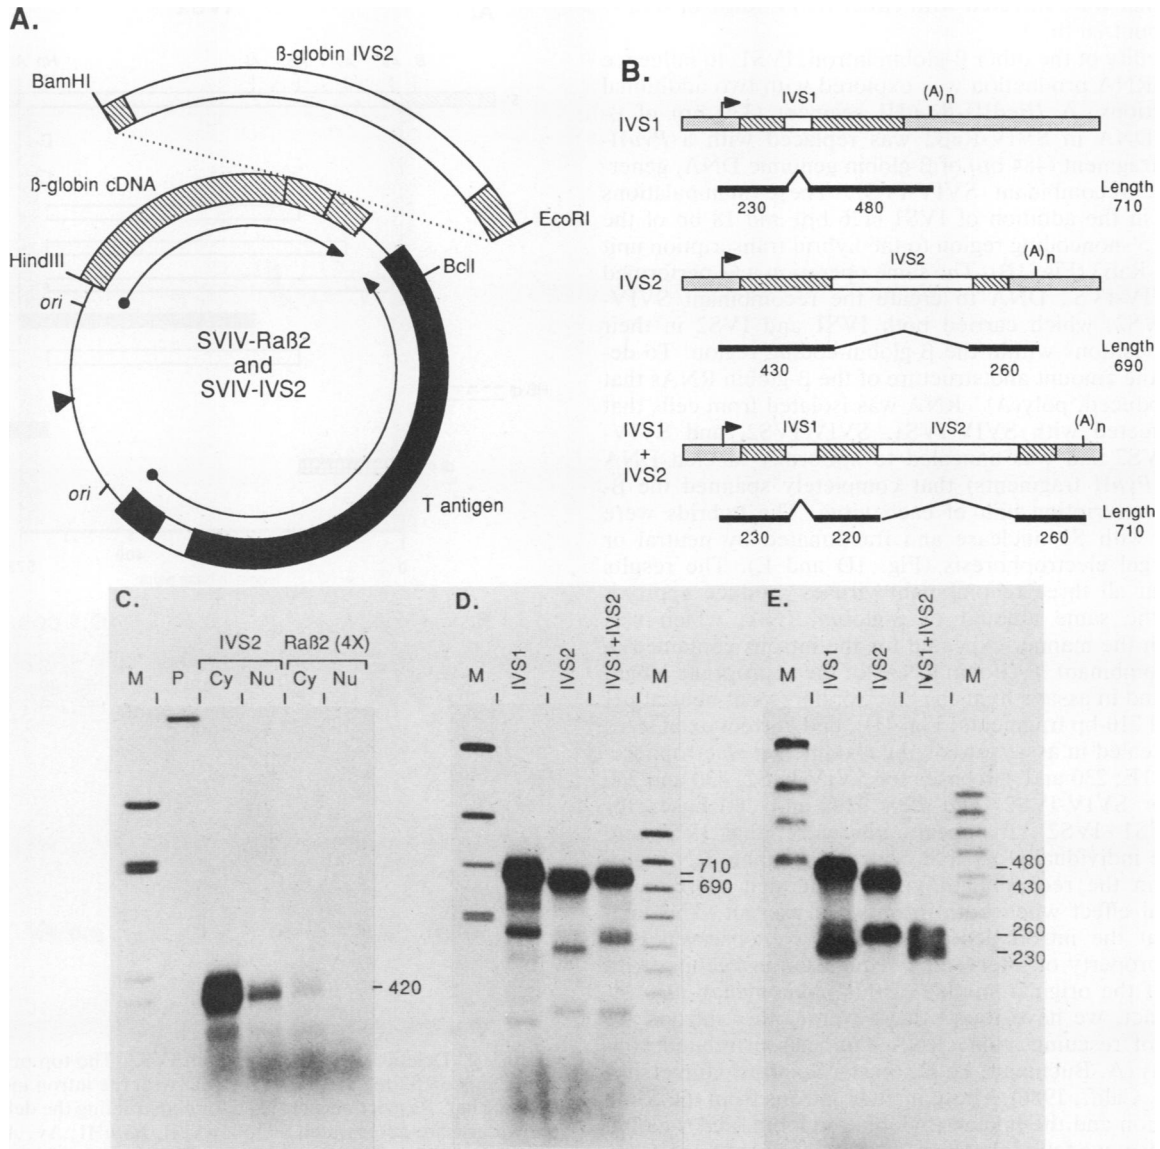 A.
β-globin IVS2
BamHI
β-globin cDNA
EcoRI
HindIII
BclI
ori
SVIV-Raβ2
and
SVIV-IVS2
ori
T antigen
B.
IVS1
(A)n
IVS1
230 480
Length
710
IVS2
(A)n
IVS2
430 260
Length
690
IVS1
+
IVS2
IVS1
IVS2
(A)n
230 220 260
Length
710
C.
IVS2 Raβ2 (4X)
M P Cy Nu Cy Nu
420
D.
M IVS1 IVS2 IVS1+IVS2 M
710
690
E.
M IVS1 IVS2 IVS1+IVS2 M
480
430
260
230